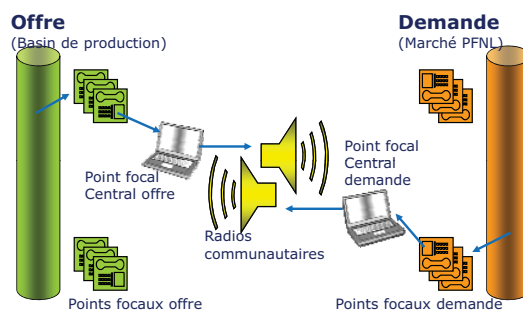 Offre
(Basin de production)
Demande
(Marché PFNL)
Point focal
Central offre
Point focal
Central
demande
Radios
communautaires
Points focaux offre
Points focaux demande